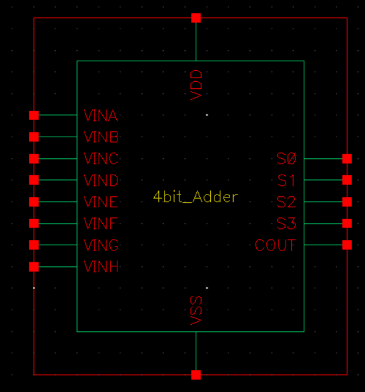 VDD
VINA
VINB
VINC
VIND
VINE
VINF
VING
VINH
4bit_Adder
S0
S1
S2
S3
COUT
VSS